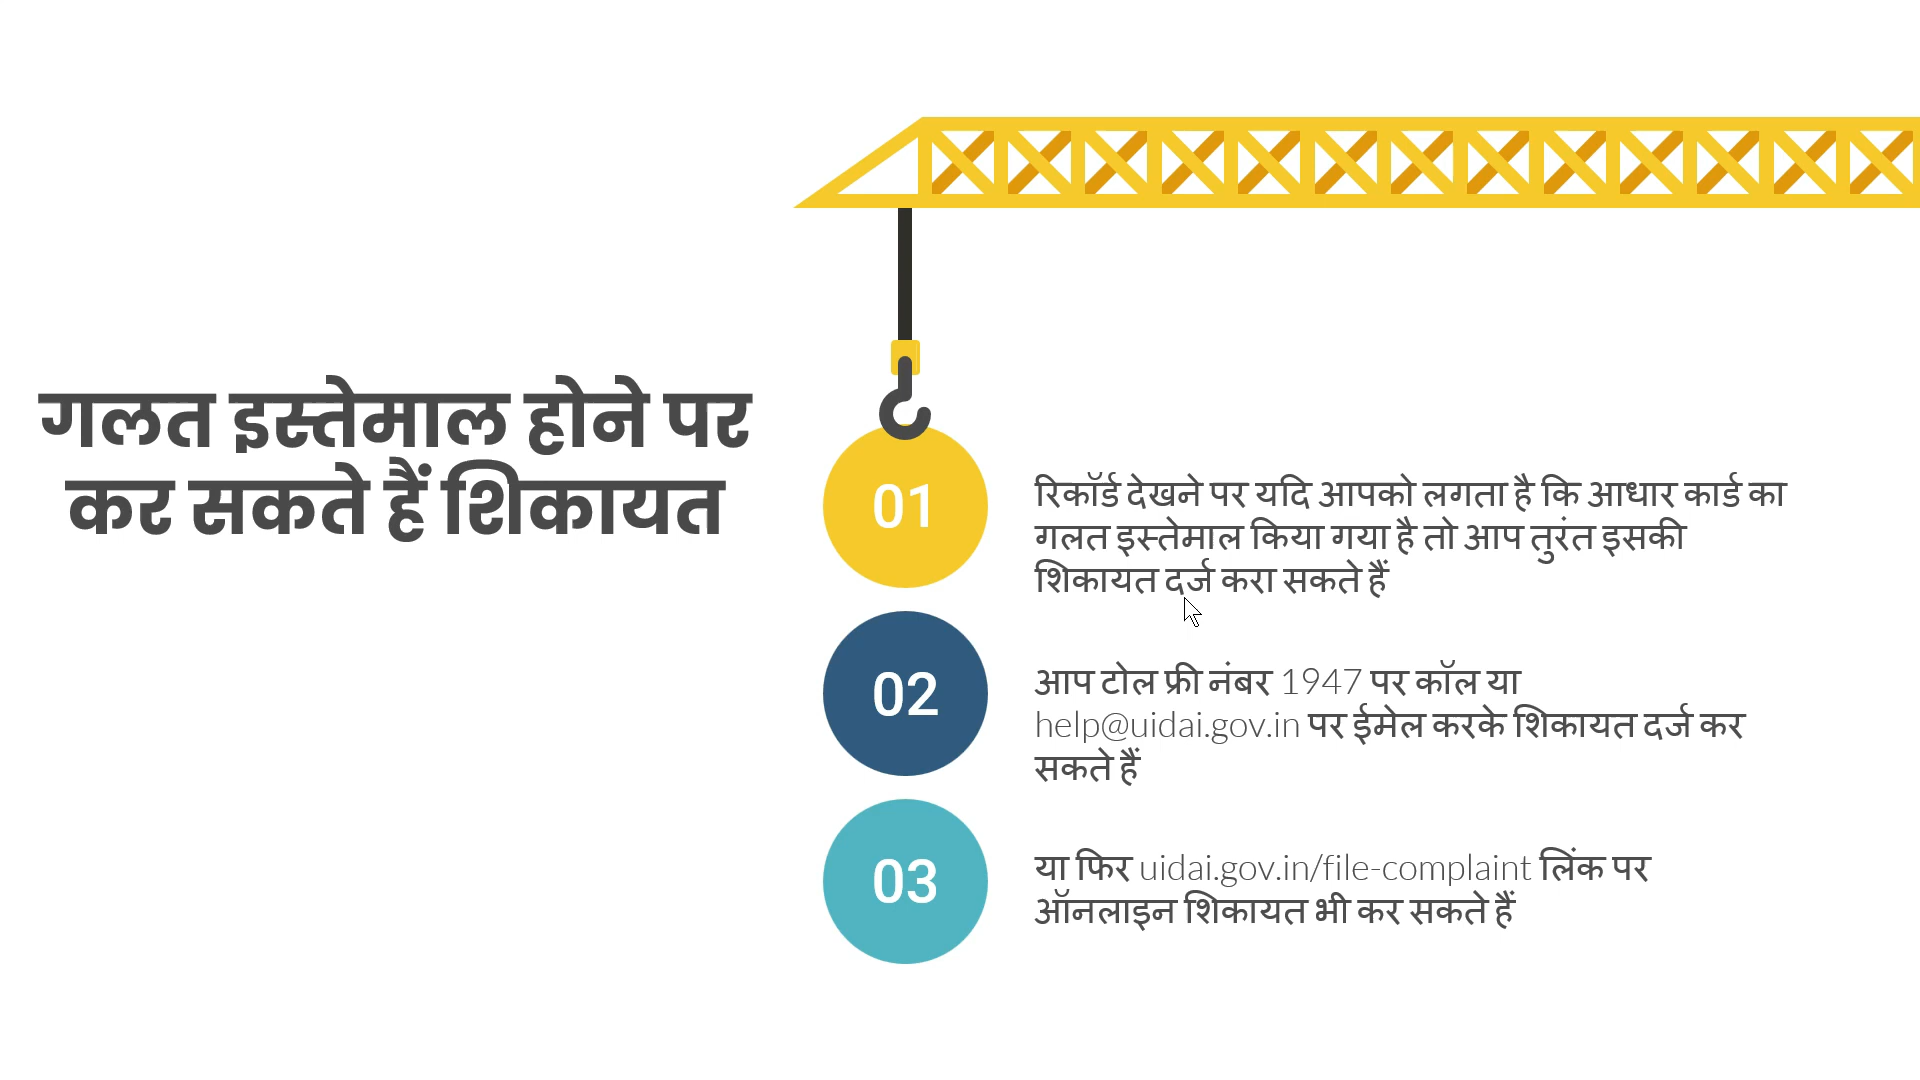 गलत इस्तेमाल होने पर
कर सकते हैं शिकायत
01
रिकॉर्ड देखने पर यदि आपको लगता है कि आधार कार्ड का
गलत इस्तेमाल किया गया है तो आप तुरंत इसकी
शिकायत दर्ज करा सकते हैं
02
आप टोल फ्री नंबर 1947 पर कॉल या
help@uidai.gov.in पर ईमेल करके शिकायत दर्ज कर
सकते हैं
03
या फिर uidai.gov.in/file-complaint लिंक पर
ऑनलाइन शिकायत भी कर सकते हैं